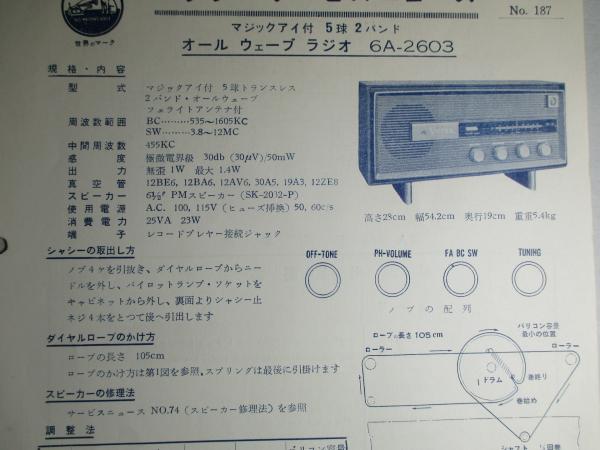 No. 187
世界のマーク
マジックアイ付 5球 2バンド
オール ウェーブ ラジオ 6A-2603
規格・内容
型式 マジックアイ付 5球トランスレス
2バンド・オールウェーブ
フェライトアンテナ付
周波数範囲 BC………535～1605KC
SW………3.8～12MC
中間周波数 455KC
感度 極微電界級 30db (30μV)/50mW
出力 無歪 1W 最大 1.4W
真空管 12BE6, 12BA6, 12AV6, 30A5, 19A3, 12ZE8
スピーカー 6½″ PMスピーカー (SK-2032-P)
使用電源 A.C. 100, 115V (ヒューズ挿換) 50, 60c/s
消費電力 25VA 23W
端子 レコードプレヤー接続ジャック
高さ23cm 幅54.2cm 奥行19cm 重量5.4kg
シャシーの取出し方
ノブ4ケを引抜き、ダイヤルロープからニー
ドルを外し、パイロットランプ・ソケットを
キャビネットから外し、裏面よりシャシー止
ネジ4本をとつて後へ引出します
OFF-TONE PH-VOLUME FA BC SW TUNING
ノブの配列
ダイヤルロープのかけ方
ロープの長さ 105cm
ロープのかけ方は第1図を参照、スプリングは最後に引掛けます
スピーカーの修理法
サービスニュース NO.74 (スピーカー修理法) を参照
調整法
ロープの長さ 105cm
バリコン容量
最小の位置
ローラー
ローラー
ドラム
巻終り
巻始め
シャフト
バリコン容量